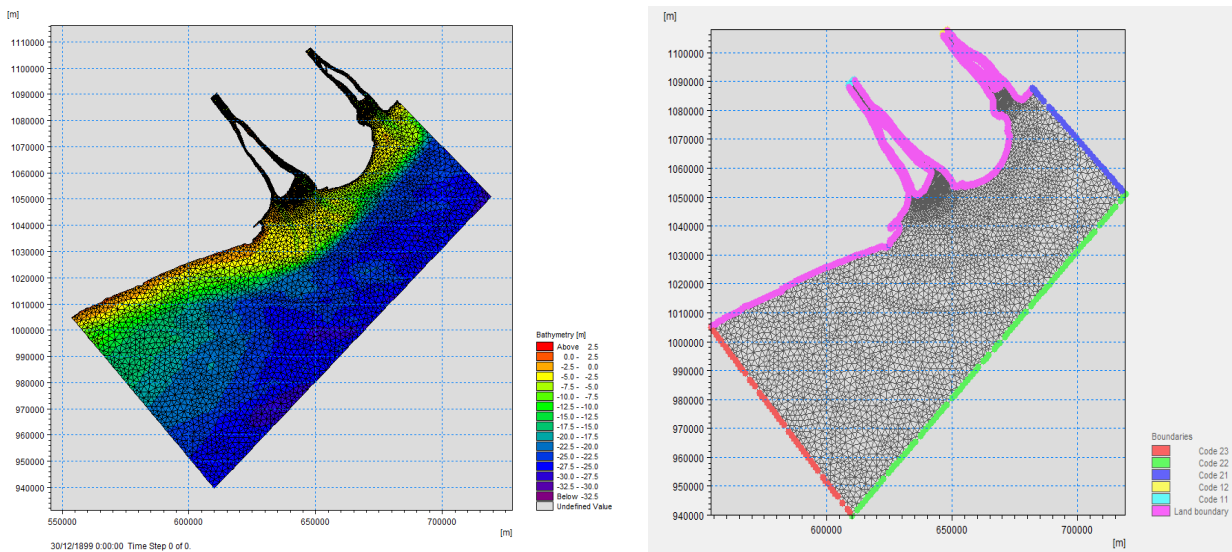 [m]
1110000
1100000
1090000
1080000
1070000
1060000
1050000
1040000
1030000
1020000
1010000
1000000
990000
980000
970000
960000
950000
940000
550000 600000 650000 700000
[m]
Bathymetry [m]
Above 2.5
0.0 - 2.5
-2.5 - 0.0
-5.0 - -2.5
-7.5 - -5.0
-10.0 - -7.5
-12.5 - -10.0
-15.0 - -12.5
-17.5 - -15.0
-20.0 - -17.5
-22.5 - -20.0
-25.0 - -22.5
-27.5 - -25.0
-30.0 - -27.5
-32.5 - -30.0
Below -32.5
Undefined Value
30/12/1899 0:00:00 Time Step 0 of 0.
[m]
1100000
1090000
1080000
1070000
1060000
1050000
1040000
1030000
1020000
1010000
1000000
990000
980000
970000
960000
950000
940000
600000 650000 700000
[m]
Boundaries
Code 23
Code 22
Code 21
Code 12
Code 11
Land boundary